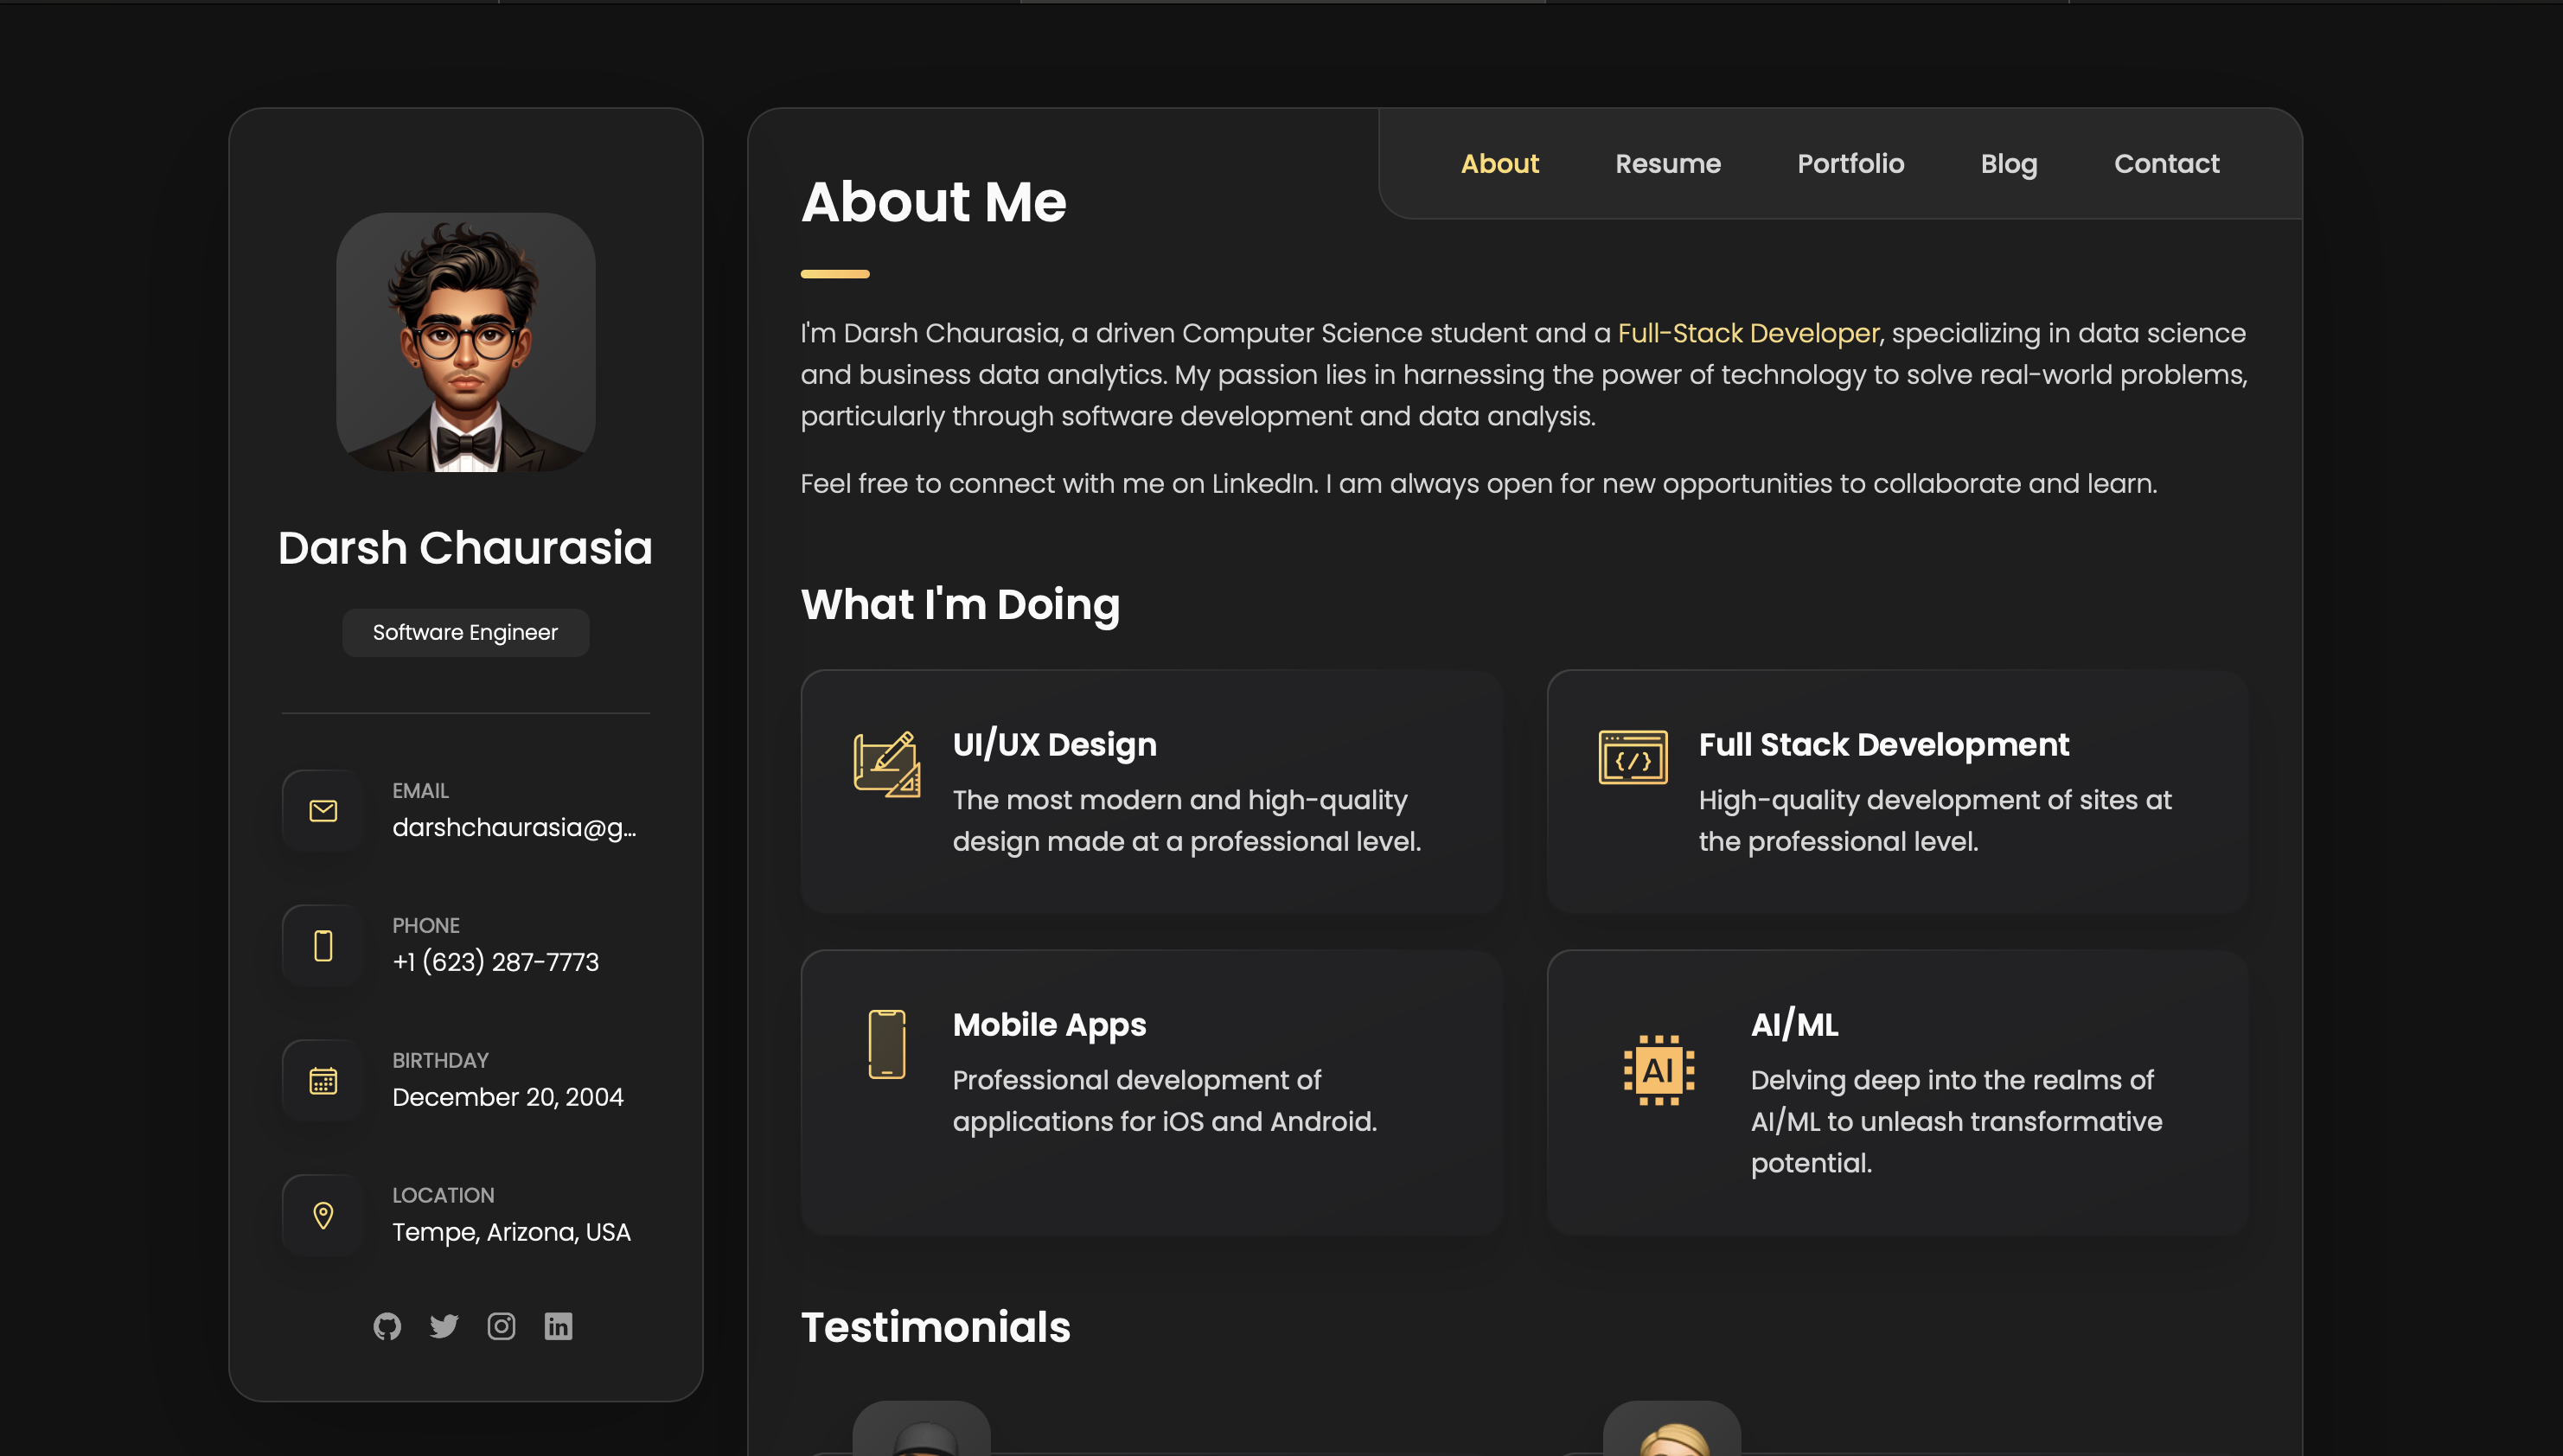 Darsh Chaurasia
Software Engineer
EMAIL
darshchaurasia@g...
PHONE
+1 (623) 287-7773
BIRTHDAY
December 20, 2004
LOCATION
Tempe, Arizona, USA
About Resume Portfolio Blog Contact
About Me
I'm Darsh Chaurasia, a driven Computer Science student and a Full-Stack Developer, specializing in data science
and business data analytics. My passion lies in harnessing the power of technology to solve real-world problems,
particularly through software development and data analysis.
Feel free to connect with me on LinkedIn. I am always open for new opportunities to collaborate and learn.
What I'm Doing
UI/UX Design
The most modern and high-quality
design made at a professional level.
Full Stack Development
High-quality development of sites at
the professional level.
Mobile Apps
Professional development of
applications for iOS and Android.
AI
AI/ML
Delving deep into the realms of
AI/ML to unleash transformative
potential.
Testimonials